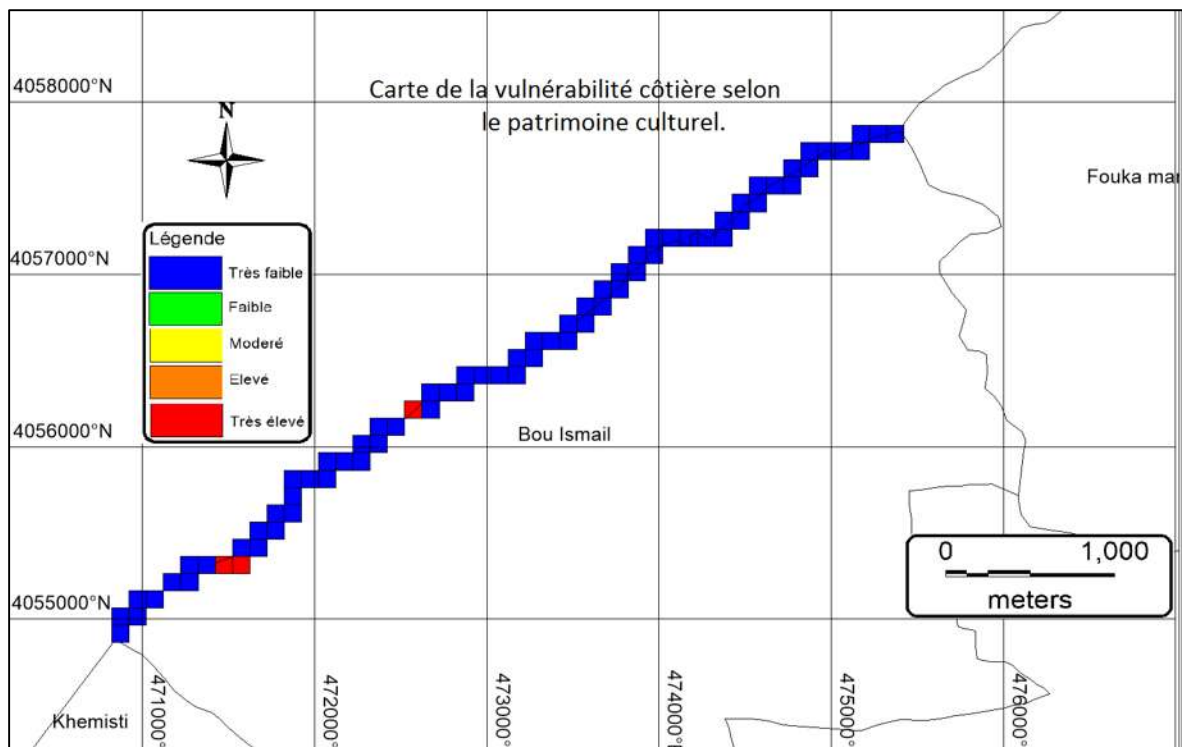 4058000°N
Carte de la vulnérabilité côtière selon
le patrimoine culturel.
N
Fouka mar
Légende
Très faible
Faible
Moderé
Elevé
Très élevé
4057000°N
4056000°N
Bou Ismail
0 1,000
meters
4055000°N
Khemisti
471000°
472000°
473000°
474000°
475000°
476000°